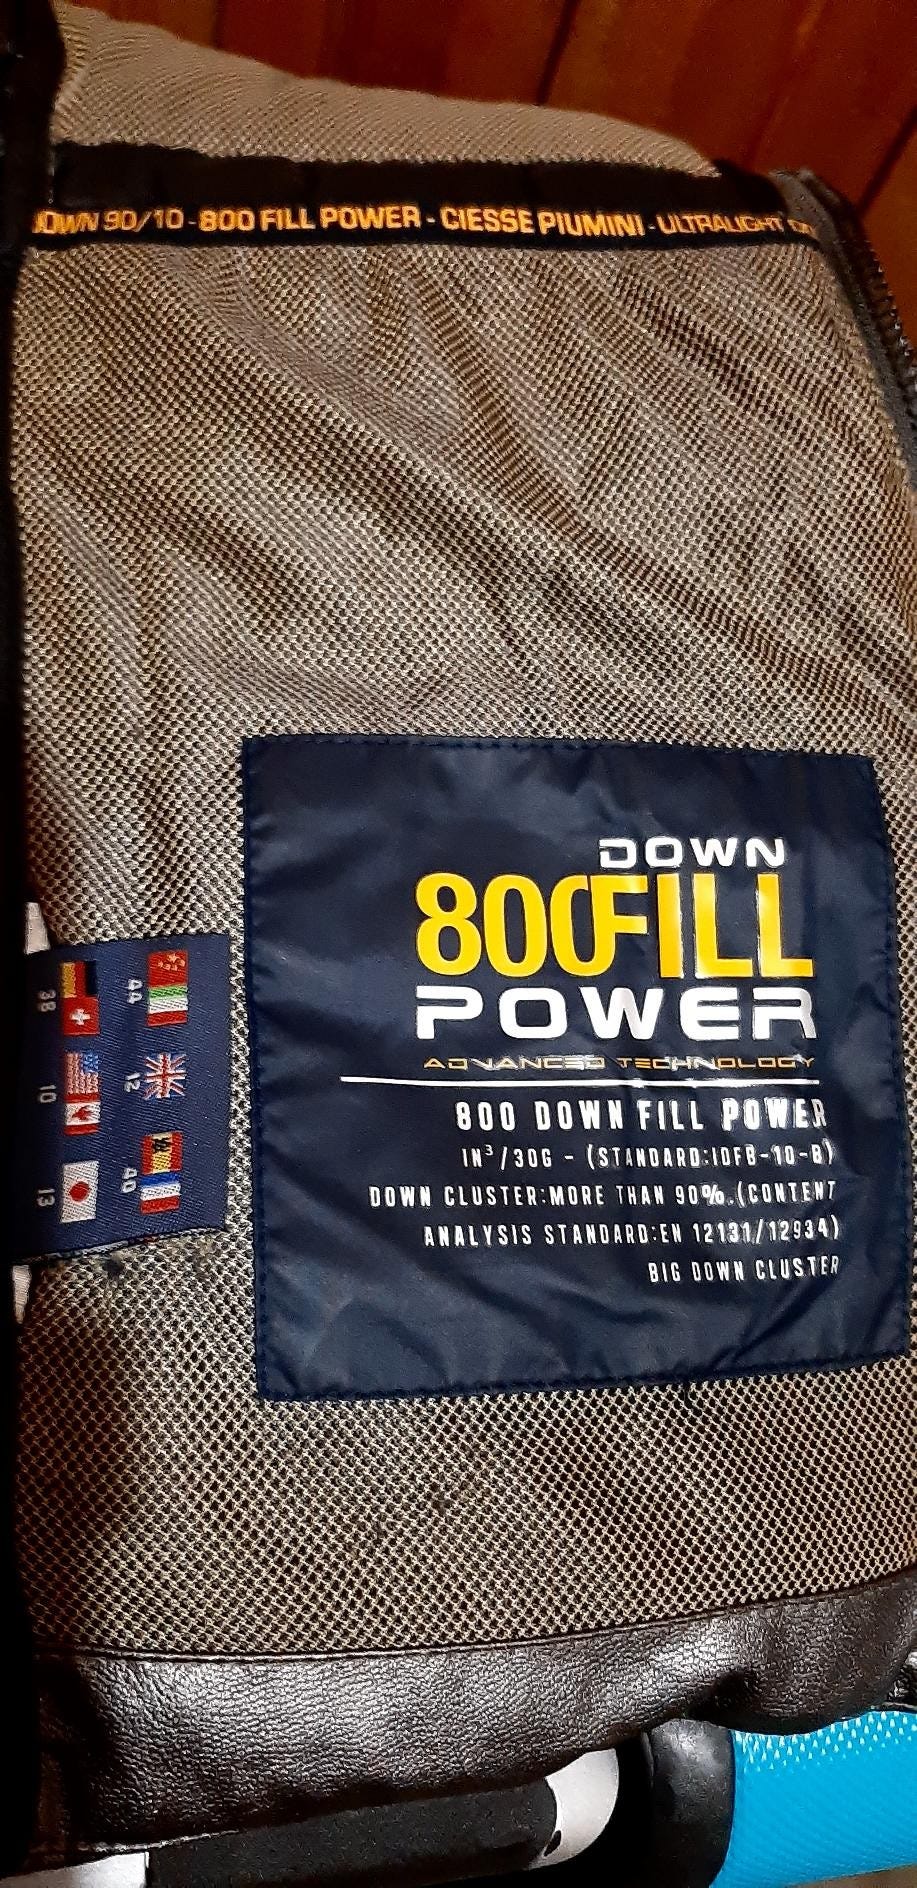 DOWN 90/10 - 800 FILL POWER - CIESSE PIUMINI - ULTRALIGHT
DOWN
800FILL
POWER
ADVANCED TECHNOLOGY
800 DOWN FILL POWER
IN³/30G - (STANDARD:IDFB-10-B)
DOWN CLUSTER:MORE THAN 90%.(CONTENT
ANALYSIS STANDARD:EN 12131/12934)
BIG DOWN CLUSTER
44
12
40
38
10
13